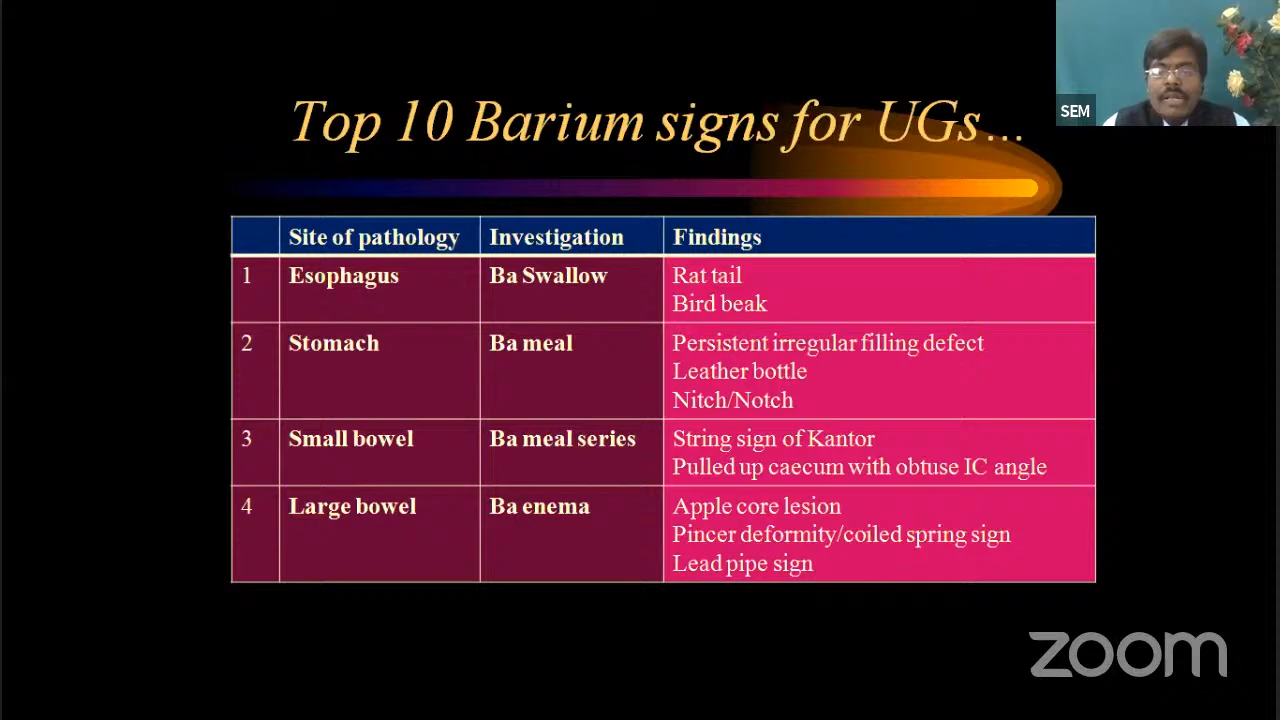 SEM
Top 10 Barium signs for UGs...
Site of pathology Investigation Findings
1 Esophagus Ba Swallow Rat tail
Bird beak
2 Stomach Ba meal Persistent irregular filling defect
Leather bottle
Nitch/Notch
3 Small bowel Ba meal series String sign of Kantor
Pulled up caecum with obtuse IC angle
4 Large bowel Ba enema Apple core lesion
Pincer deformity/coiled spring sign
Lead pipe sign
zoom